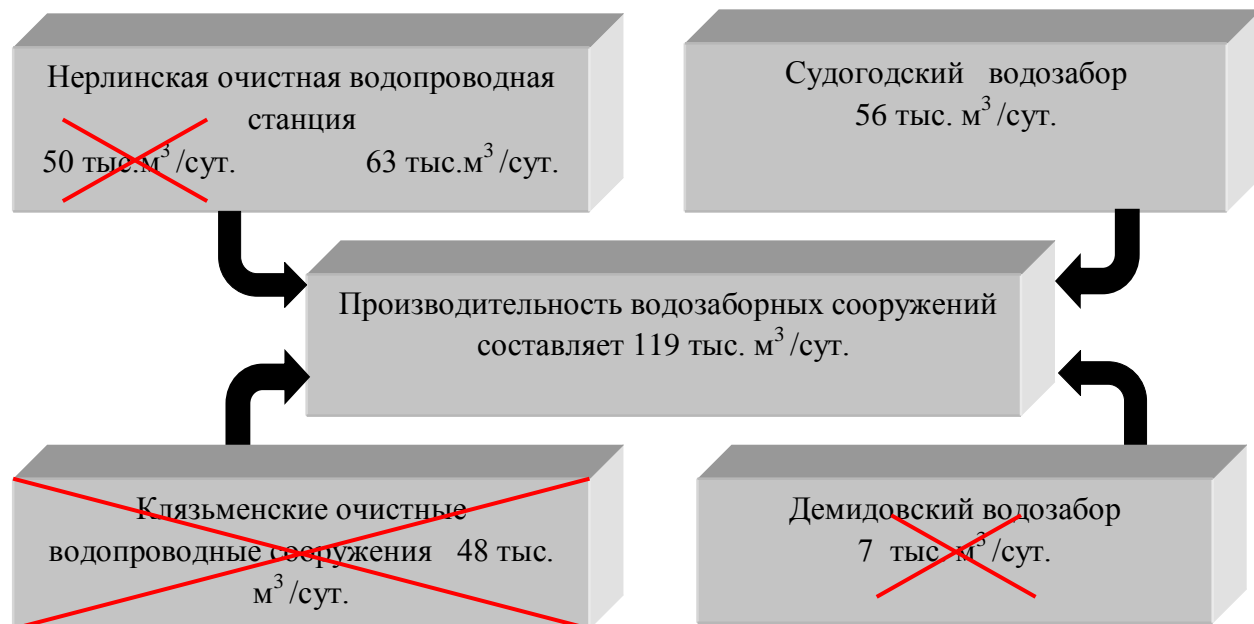 Нерлинская очистная водопроводная
станция
50 тыс.м³/сут. 63 тыс.м³/сут.
Судогодский водозабор
56 тыс. м³/сут.
Производительность водозаборных сооружений
составляет 119 тыс. м³/сут.
Клязьменские очистные
водопроводные сооружения 48 тыс.
м³/сут.
Демидовский водозабор
7 тыс. м³/сут.